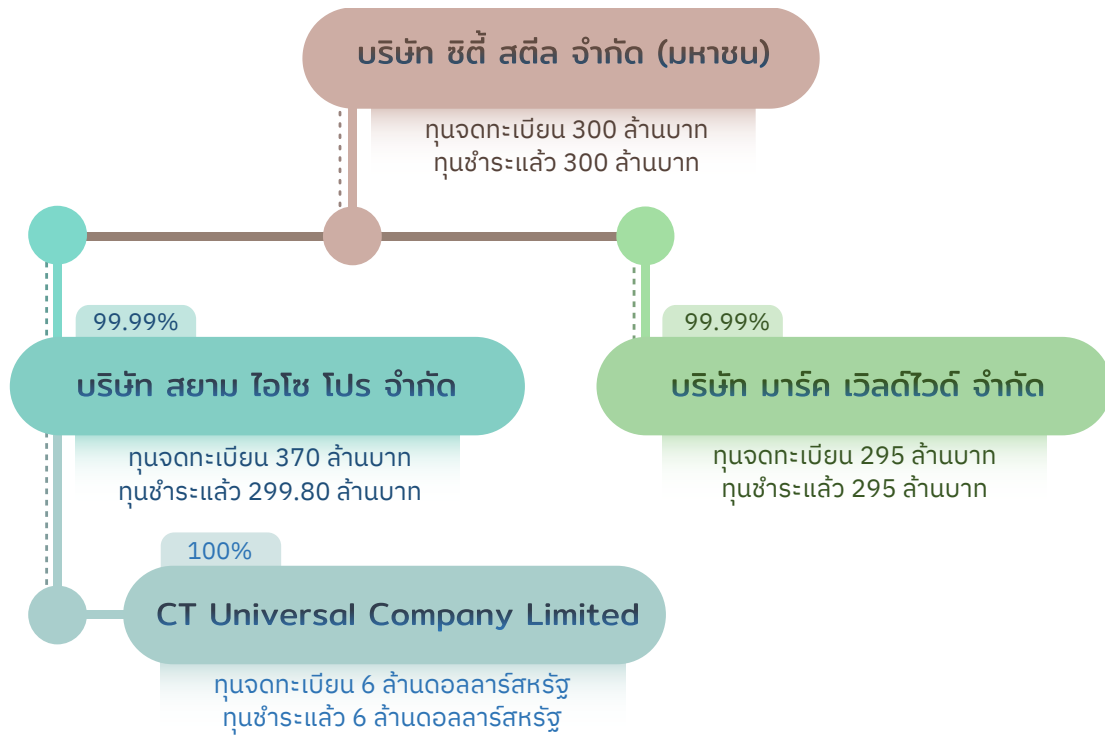 บริษัท ซิตี้ สตีล จำกัด (มหาชน)
ทุนจดทะเบียน 300 ล้านบาท
ทุนชำระแล้ว 300 ล้านบาท
99.99%
บริษัท สยาม ไอโซ โปร จำกัด
ทุนจดทะเบียน 370 ล้านบาท
ทุนชำระแล้ว 299.80 ล้านบาท
99.99%
บริษัท มาร์ค เวิลด์ไวด์ จำกัด
ทุนจดทะเบียน 295 ล้านบาท
ทุนชำระแล้ว 295 ล้านบาท
100%
CT Universal Company Limited
ทุนจดทะเบียน 6 ล้านดอลลาร์สหรัฐ
ทุนชำระแล้ว 6 ล้านดอลลาร์สหรัฐ